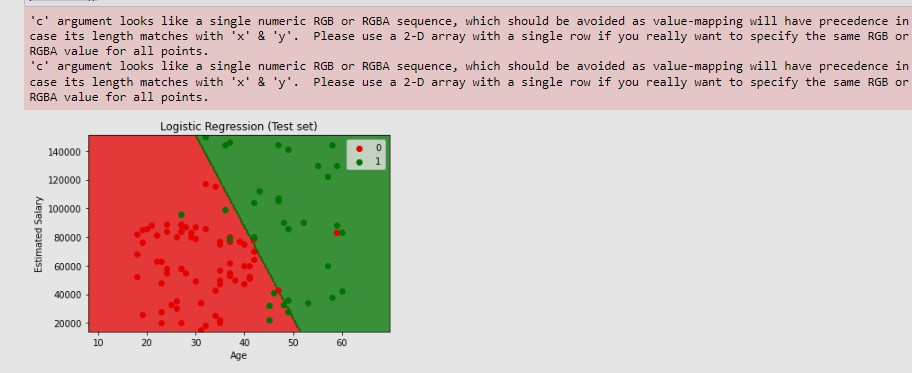 'c' argument looks like a single numeric RGB or RGBA sequence, which should be avoided as value-mapping will have precedence in
case its length matches with 'x' & 'y'.  Please use a 2-D array with a single row if you really want to specify the same RGB or
RGBA value for all points.
'c' argument looks like a single numeric RGB or RGBA sequence, which should be avoided as value-mapping will have precedence in
case its length matches with 'x' & 'y'.  Please use a 2-D array with a single row if you really want to specify the same RGB or
RGBA value for all points.
Logistic Regression (Test set)
0
1
140000
120000
100000
80000
60000
40000
20000
Estimated Salary
10 20 30 40 50 60
Age